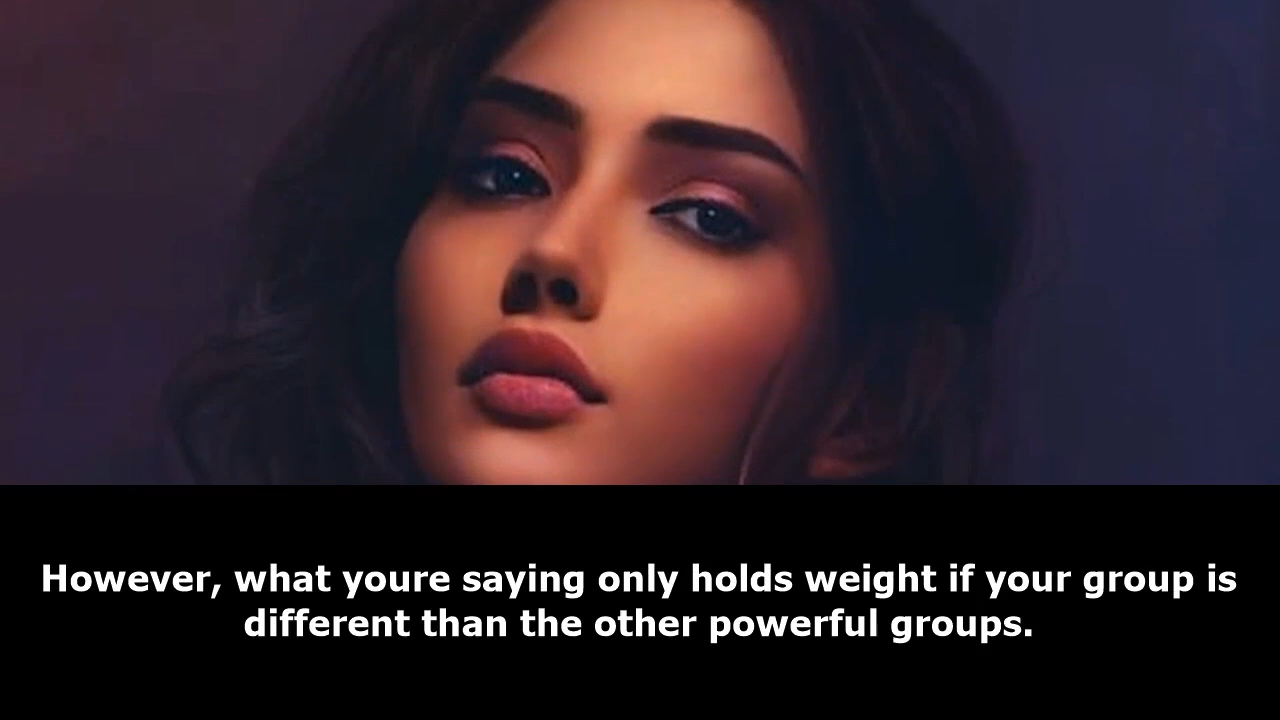 However, what youre saying only holds weight if your group is
different than the other powerful groups.